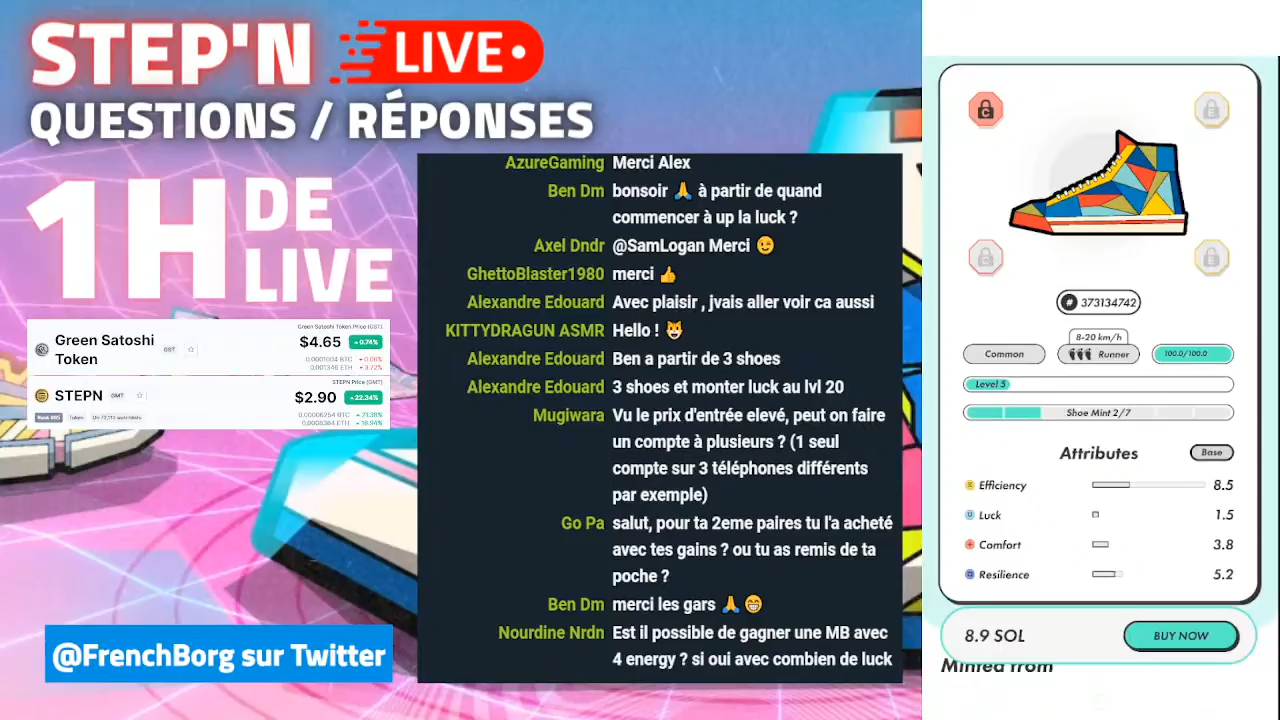 STEP'N LIVE
QUESTIONS / RÉPONSES
1H DE LIVE
Green Satoshi Token Price (GST)
Green Satoshi Token GST
$4.65 0.74%
0.06%
3.72%
STEPN Price (GMT)
STEPN GMT
$2.90 22.34%
Token
21.38%
18.94%
@FrenchBorg sur Twitter
AzureGaming Merci Alex
Ben Dm bonsoir 🙏 à partir de quand
commencer à up la luck ?
Axel Dndr @SamLogan Merci 😉
GhettoBlaster1980 merci 👍
Alexandre Edouard Avec plaisir , jvais aller voir ca aussi
KITTYDRAGUN ASMR Hello ! 😸
Alexandre Edouard Ben a partir de 3 shoes
Alexandre Edouard 3 shoes et monter luck au lvl 20
Mugiwara Vu le prix d'entrée elevé, peut on faire
un compte à plusieurs ? (1 seul
compte sur 3 téléphones différents
par exemple)
Go Pa salut, pour ta 2eme paires tu l'a acheté
avec tes gains ? ou tu as remis de ta
poche ?
Ben Dm merci les gars 🙏 😁
Nourdine Nrdn Est il possible de gagner une MB avec
4 energy ? si oui avec combien de luck
C
E
C
E
# 373134742
8-20 km/h
Common Runner 100.0/100.0
Level 5
Shoe Mint 2/7
Attributes Base
Efficiency 8.5
Luck 1.5
Comfort 3.8
Resilience 5.2
8.9 SOL BUY NOW
Minted from